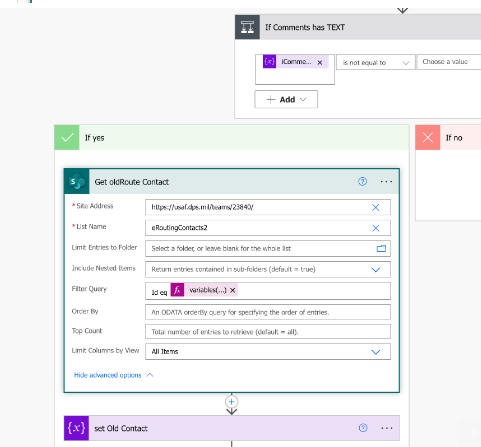 If Comments has TEXT
{x} iComme... ×
is not equal to
Choose a value
+ Add
If yes
If no
Get oldRoute Contact
* Site Address
https://usaf.dps.mil/teams/23840/
* List Name
eRoutingContacts2
Limit Entries to Folder
Select a folder, or leave blank for the whole list
Include Nested Items
Return entries contained in sub-folders (default = true)
Filter Query
Id eq fx variables(...) ×
Order By
An ODATA orderBy query for specifying the order of entries.
Top Count
Total number of entries to retrieve (default = all).
Limit Columns by View
All Items
Hide advanced options
{x} set Old Contact